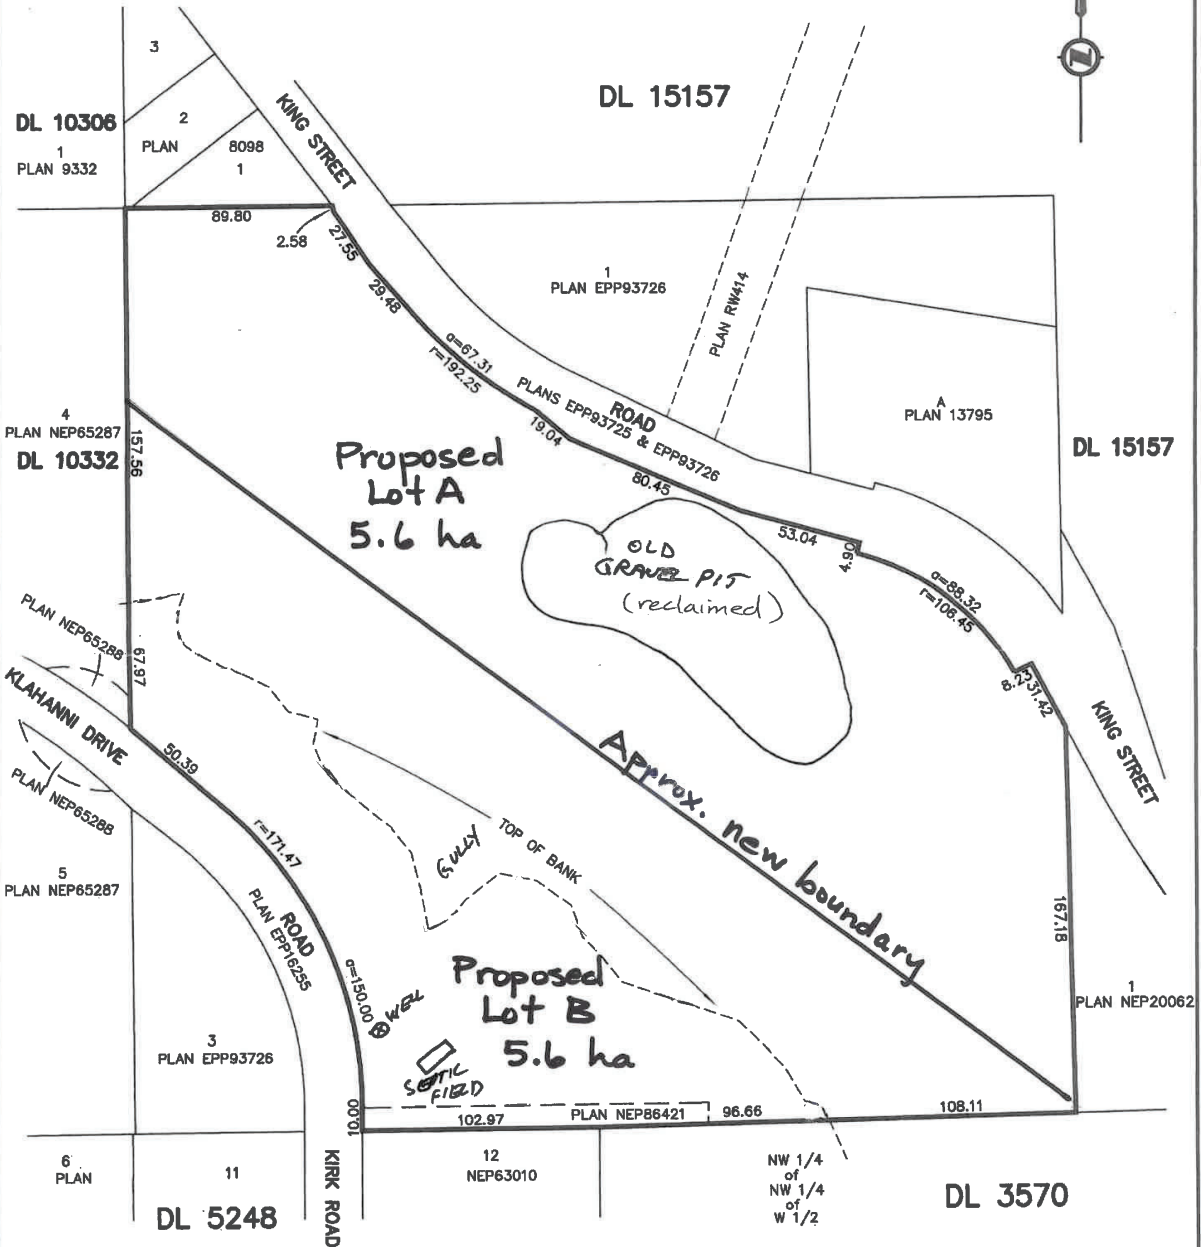 3
DL 15157
KING STREET
DL 10306
2
PLAN
8098
1
PLAN 9332
1
89.80
2.58
27.55
29.48
1
PLAN EPP93726
PLAN RW414
a=67.31
r=192.25
PLANS EPP93725 & EPP93726
ROAD
19.04
80.45
A
PLAN 13795
DL 15157
4
PLAN NEP65287
DL 10332
157.56
Proposed
Lot A
5.6 ha
OLD
GRAVEL PIT
(reclaimed)
53.04
4.90
a=88.32
r=108.45
8.23
31.42
KING STREET
PLAN NEP65288
67.97
KLAHANNI DRIVE
50.39
PLAN NEP65288
r=171.47
ROAD
PLAN EPP16255
a=150.00
GULLY
TOP OF BANK
Approx. new boundary
167.18
5
PLAN NEP65287
Proposed
Lot B
5.6 ha
WELL
SEPTIC
FIELD
1
PLAN NEP20062
3
PLAN EPP93726
10.00
102.97
PLAN NEP86421
96.66
108.11
6
PLAN
11
DL 5248
KIRK ROAD
12
NEP63010
NW 1/4
of
NW 1/4
of
W 1/2
DL 3570